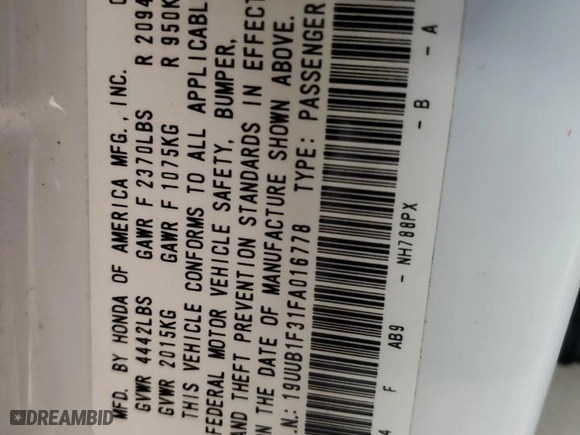 MFD. BY HONDA OF AMERICA MFG., INC.
GVWR 4442LBS GAWR F 2370LBS R 2094
GVWR 2015KG GAWR F 1075KG R 950K
THIS VEHICLE CONFORMS TO ALL APPLICABL
FEDERAL MOTOR VEHICLE SAFETY, BUMPER,
AND THEFT PREVENTION STANDARDS IN EFFECT
ON THE DATE OF MANUFACTURE SHOWN ABOVE.
.N.: 19UUB1F31FA016778 TYPE: PASSENGER
4 F AB9 - NH788PX - B - A
DREAMBID